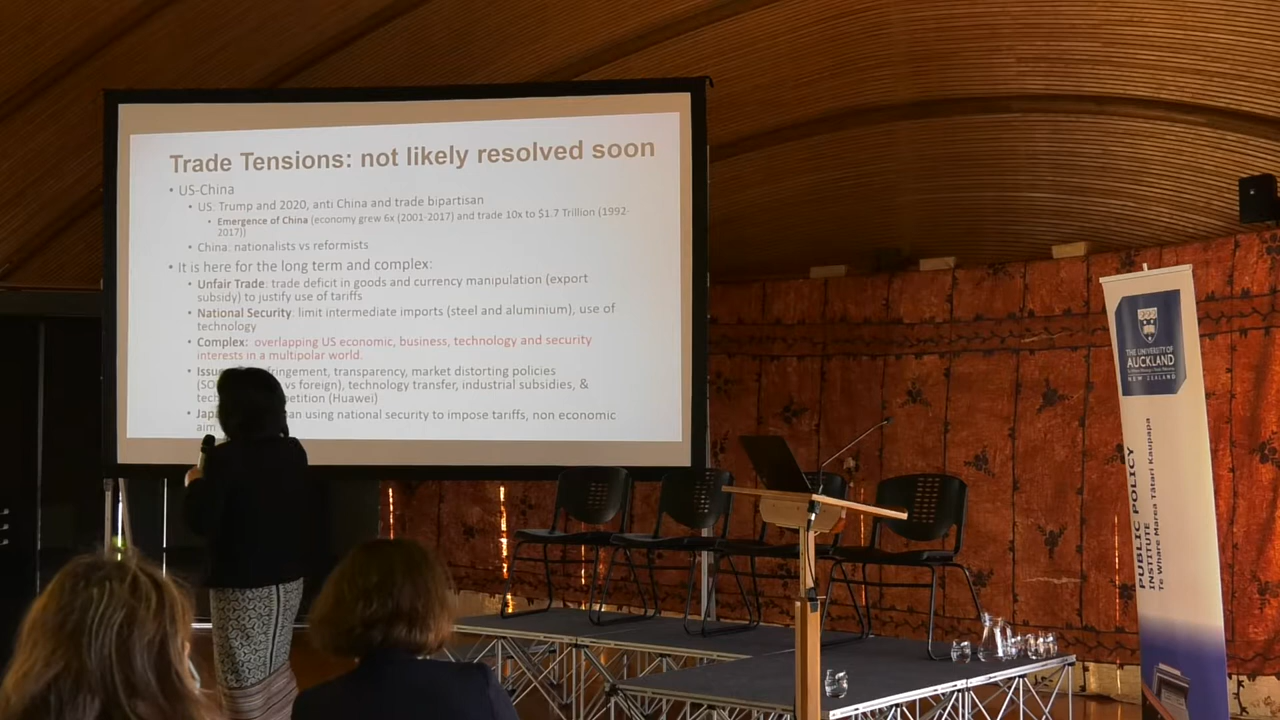 Trade Tensions: not likely resolved soon
• US-China
• US: Trump and 2020, anti China and trade bipartisan
• Emergence of China (economy grew 6x (2001-2017) and trade 10x to $1.7 Trillion (1992-
2017))
• China: nationalists vs reformists
• It is here for the long term and complex:
• Unfair Trade: trade deficit in goods and currency manipulation (export
subsidy) to justify use of tariffs
• National Security: limit intermediate imports (steel and aluminium), use of
technology
• Complex: overlapping US economic, business, technology and security
interests in a multipolar world.
• transparency, market distorting policies
vs foreign), technology transfer, industrial subsidies, &
(Huawei)
• using national security to impose tariffs, non economic
aim
THE UNIVERSITY OF
AUCKLAND
NEW ZEALAND
PUBLIC POLICY
INSTITUTE
Te Whare Marea Tātari Kaupapa